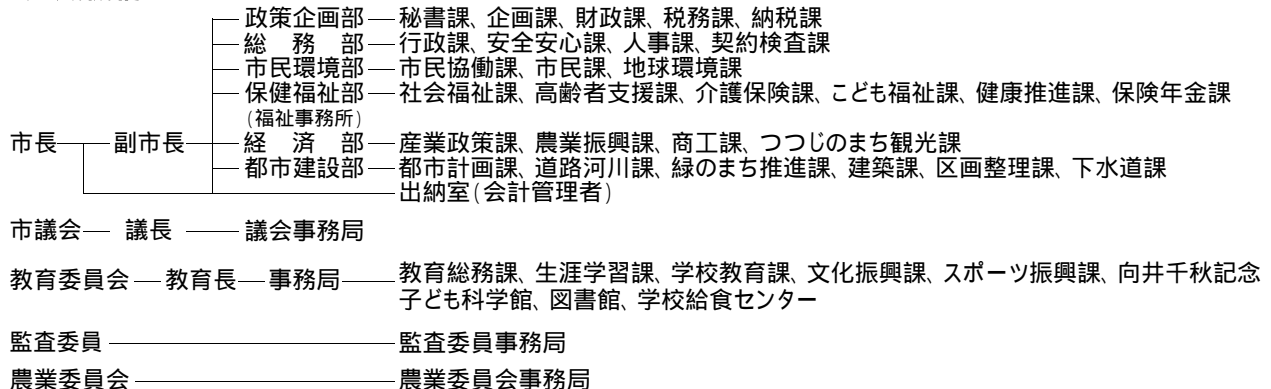 政策企画部 秘書課、企画課、財政課、税務課、納税課
総務部 行政課、安全安心課、人事課、契約検査課
市民環境部 市民協働課、市民課、地球環境課
保健福祉部 社会福祉課、高齢者支援課、介護保険課、こども福祉課、健康推進課、保険年金課
(福祉事務所)
市長 副市長 経済部 産業政策課、農業振興課、商工課、つつじのまち観光課
都市建設部 都市計画課、道路河川課、緑のまち推進課、建築課、区画整理課、下水道課
出納室(会計管理者)
市議会 議長 議会事務局
教育委員会 教育長 事務局 教育総務課、生涯学習課、学校教育課、文化振興課、スポーツ振興課、向井千秋記念
子ども科学館、図書館、学校給食センター
監査委員 監査委員事務局
農業委員会 農業委員会事務局